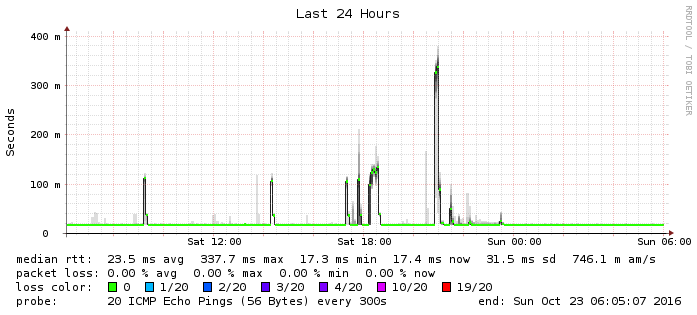 Last 24 Hours
RRDTOOL / TOBI OETIKER
Seconds
400 m
300 m
200 m
100 m
0
Sat 12:00 Sat 18:00 Sun 00:00 Sun 06:00
median rtt: 23.5 ms avg 337.7 ms max 17.3 ms min 17.4 ms now 31.5 ms sd 746.1 m am/s
packet loss: 0.00 % avg 0.00 % max 0.00 % min 0.00 % now
loss color: 0 1/20 2/20 3/20 4/20 10/20 19/20
probe: 20 ICMP Echo Pings (56 Bytes) every 300s end: Sun Oct 23 06:05:07 2016